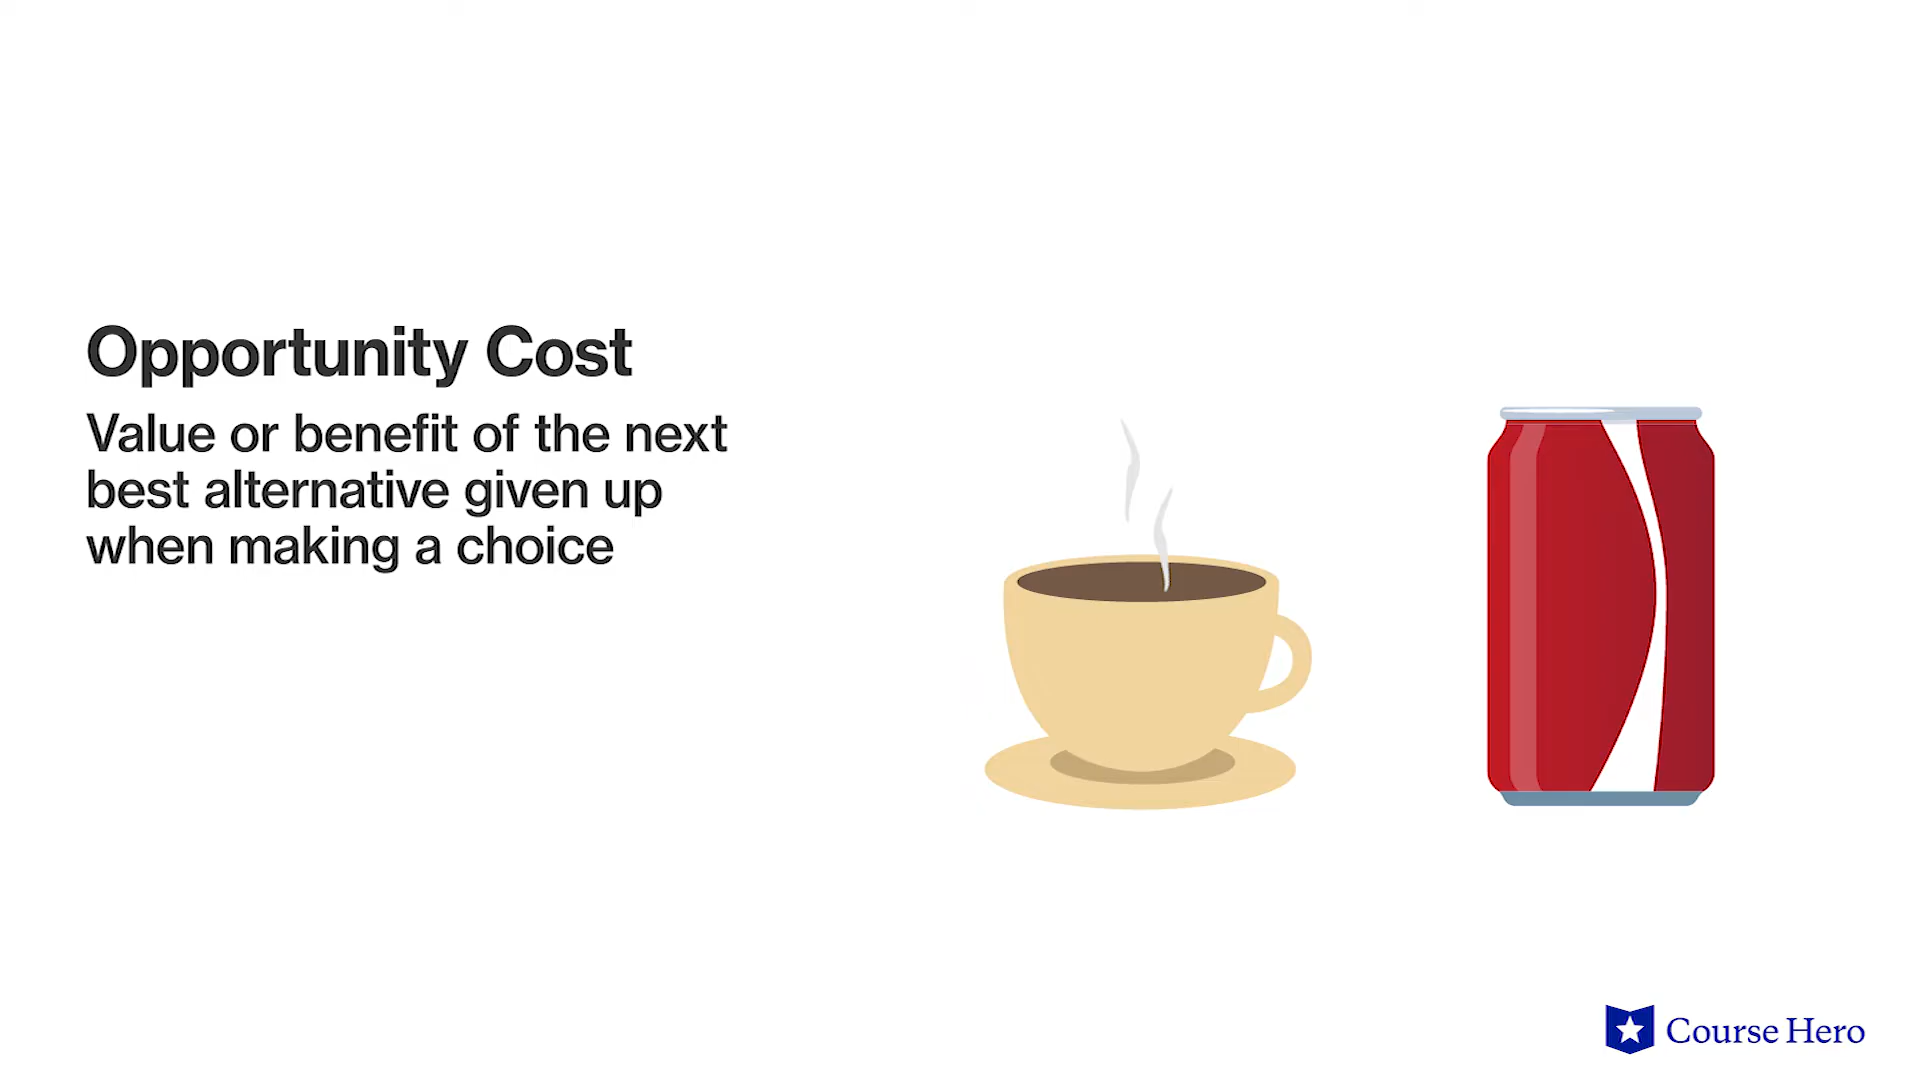 Opportunity Cost
Value or benefit of the next
best alternative given up
when making a choice
Course Hero